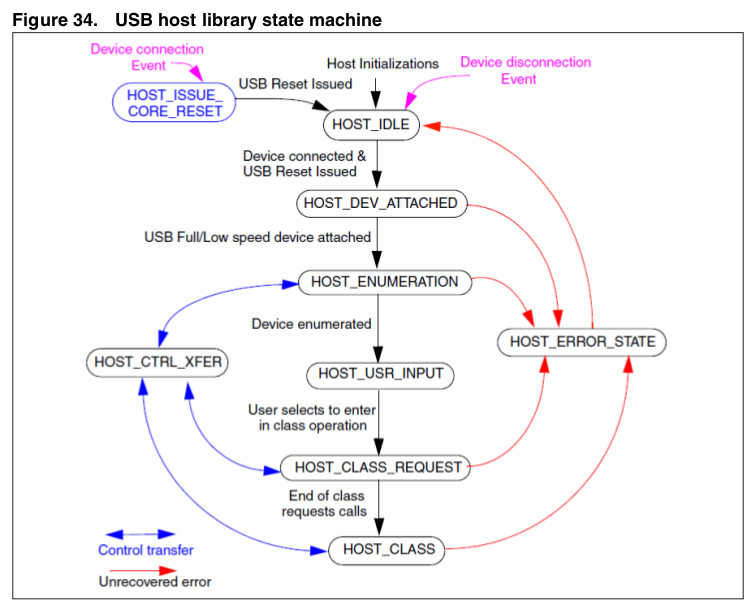 Figure 34. USB host library state machine
Device connection
Event
Host Initializations
Device disconnection
Event
USB Reset Issued
HOST_ISSUE_
CORE_RESET
HOST_IDLE
Device connected &
USB Reset Issued
HOST_DEV_ATTACHED
USB Full/Low speed device attached
HOST_ENUMERATION
Device enumerated
HOST_ERROR_STATE
HOST_CTRL_XFER
HOST_USR_INPUT
User selects to enter
in class operation
HOST_CLASS_REQUEST
End of class
requests calls
HOST_CLASS
Control transfer
Unrecovered error